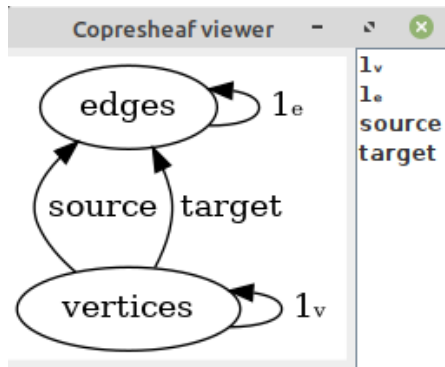 Copresheaf viewer
edges
1ₑ
source target
vertices
1ᵥ
1ᵥ
1ₑ
source
target